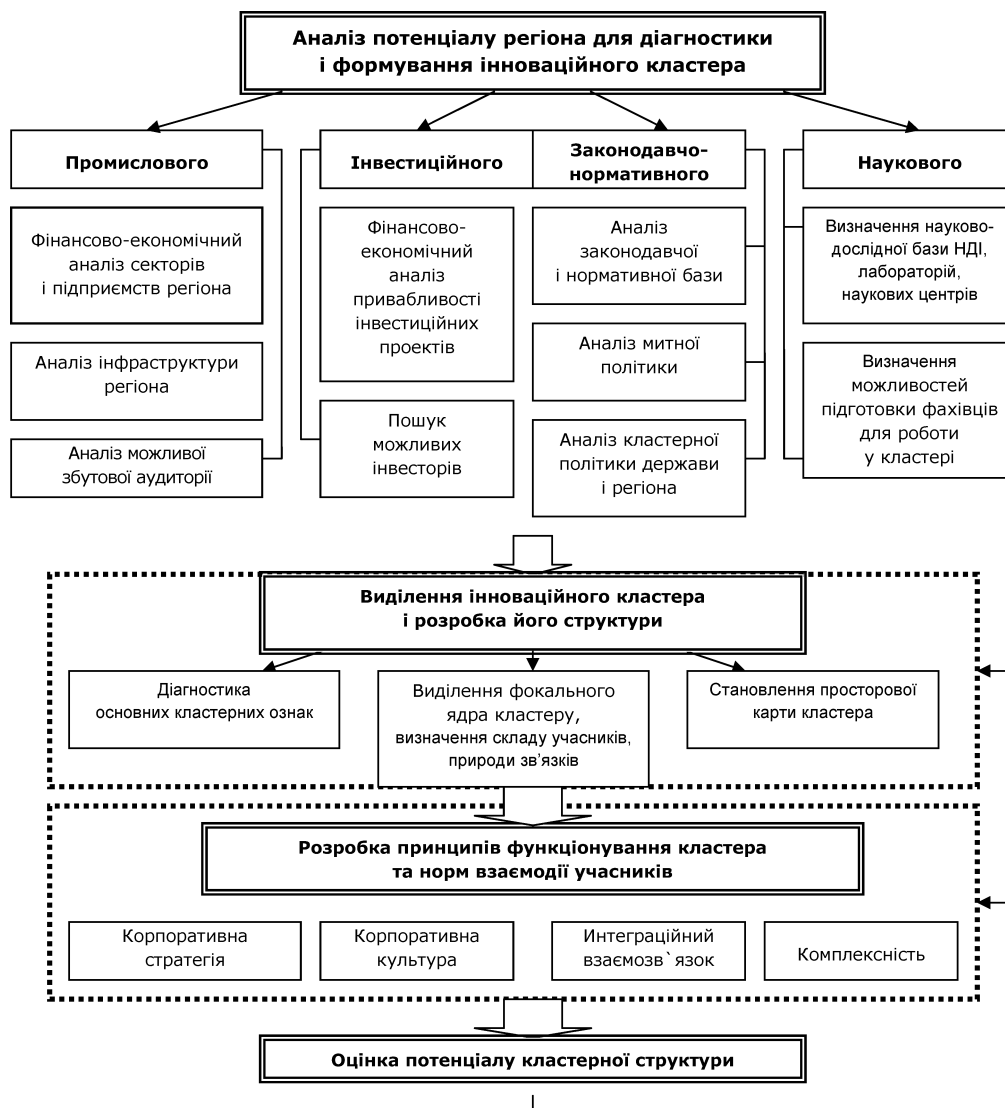 Аналіз потенціалу регіона для діагностики
і формування інноваційного кластера
Промислового
Фінансово-економічний
аналіз секторів
і підприємств регіона
Аналіз інфраструктури
регіона
Аналіз можливої
збутової аудиторії
Інвестиційного
Фінансово-
економічний
аналіз
привабливості
інвестиційних
проектів
Пошук
можливих
інвесторів
Законодавчо-
нормативного
Аналіз
законодавчої
і нормативної бази
Аналіз митної
політики
Аналіз кластерної
політики держави
і регіона
Наукового
Визначення науково-
дослідної бази НДІ,
лабораторій,
наукових центрів
Визначення
можливостей
підготовки фахівців
для роботи
у кластері
Виділення інноваційного кластера
і розробка його структури
Діагностика
основних кластерних ознак
Виділення фокального
ядра кластеру,
визначення складу учасників,
природи зв’язків
Становлення просторової
карти кластера
Розробка принципів функціонування кластера
та норм взаємодії учасників
Корпоративна
стратегія
Корпоративна
культура
Интеграційний
взаємозв`язок
Комплексність
Оцінка потенціалу кластерної структури